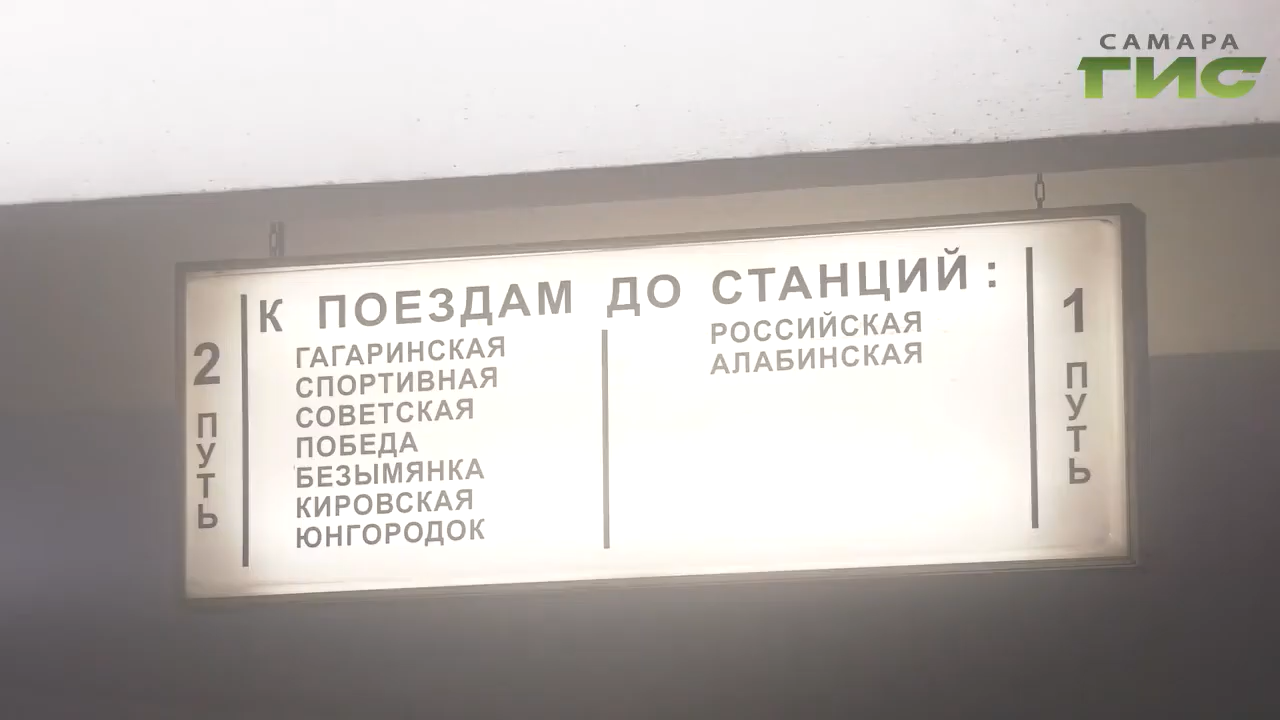 САМАРА
ГИС
К ПОЕЗДАМ ДО СТАНЦИЙ:
2 ПУТЬ
ГАГАРИНСКАЯ
СПОРТИВНАЯ
СОВЕТСКАЯ
ПОБЕДА
БЕЗЫМЯНКА
КИРОВСКАЯ
ЮНГОРОДОК
РОССИЙСКАЯ
АЛАБИНСКАЯ
1 ПУТЬ